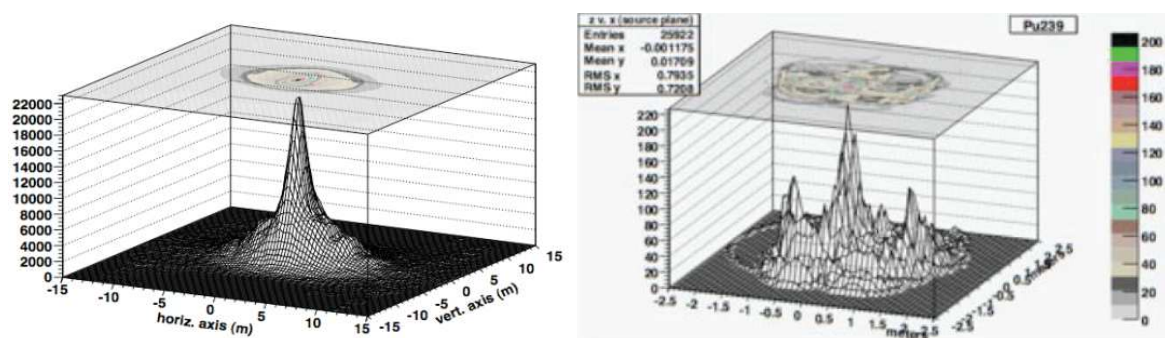 22000
20000
18000
16000
14000
12000
10000
8000
6000
4000
2000
0
-15 -10 -5 0 5 10 15
horiz. axis (m)
-15 -10 -5 0 5 10 15
vert. axis (m)
z v. x (source plane)
Entries 25922
Mean x -0.001175
Mean y 0.01709
RMS x 0.7935
RMS y 0.7208
Pu239
220
200
180
160
140
120
100
80
60
40
20
0
-2.5 -2 -1.5 -1 -0.5 0 0.5 1 1.5 2 2.5
meters
200
180
160
140
120
100
80
60
40
20
0